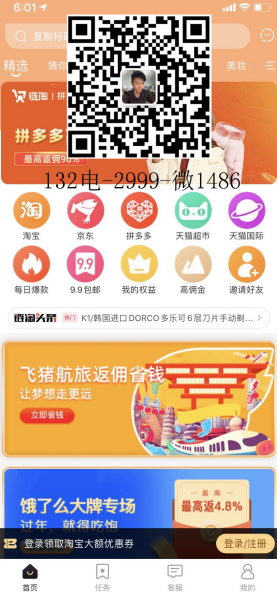 6:01
复制标题
精选
猜你
美妆
链淘 | 拼
拼多多
最高返佣90%
132电-2999-微1486
淘
9.9
淘宝
京东
拼多多
天猫超市
天猫国际
每日爆款
9.9包邮
我的权益
高佣金
邀请好友
链淘头条
热门
K1/韩国进口DORCO多乐可6层刀片手动剃...
飞猪航旅返佣省钱
让梦想走更远
立即省钱
饿了么大牌专场
过年，就得吃饱
最高
最高返4.8%
登录领取淘宝大额优惠券
登录/注册
首页
任务
客服
我的